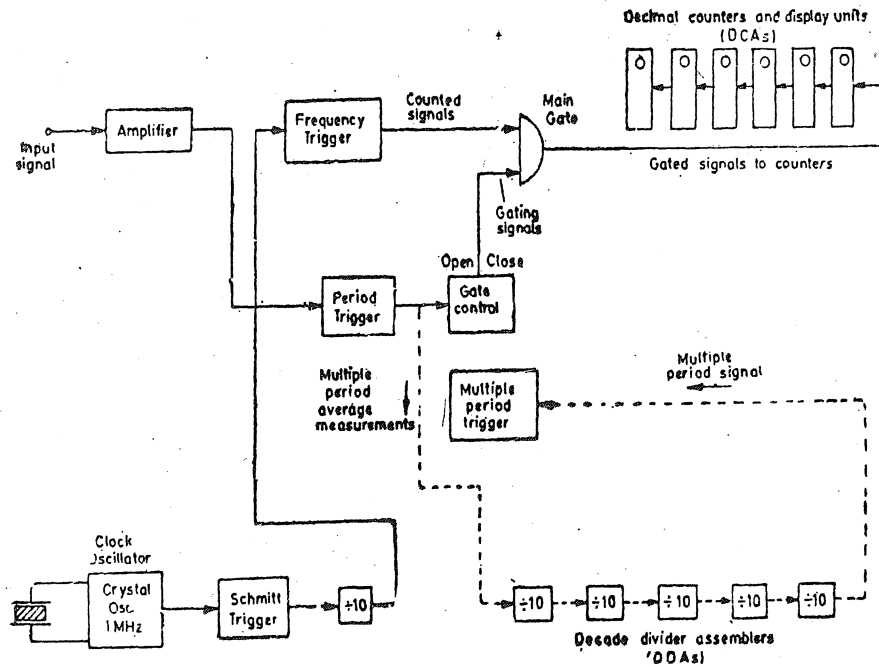 Decimal counters and display units
(DCAs)
Amplifier
Input
signal
Frequency
Trigger
Counted
signals
Main
Gate
Gated signals to counters
Gating
signals
Open Close
Period
Trigger
Gate
control
Multiple
period
average
measurements
Multiple
period
trigger
Multiple
period signal
Clock
Oscillator
Crystal
Osc
1 MHz
Schmitt
Trigger
÷10
÷10
÷10
÷10
÷10
÷10
Decade divider assemblers
(DDAs)